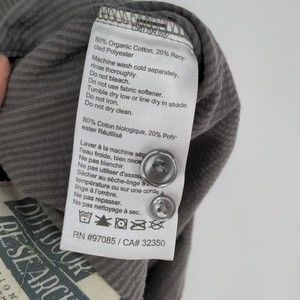 80% Organic Cotton, 20% Recy-
cled Polyester
Machine wash cold separately,
rinse thoroughly.
Do not bleach.
Do not use fabric softener.
Tumble dry low or line dry in shade.
Do not iron.
Do not dry clean.
80% Coton biologique, 20% Poly-
ester Réutilisé
Laver à la machine
l'eau froide, bien rincer
Ne pas blanchir.
Ne pas utiliser
Sécher au sèche-linge à
température ou sur une corde
à l'ombre.
Ne pas repasser.
Pas de nettoyage à sec.
RN #97085 / CA# 32350
OUTDOOR
RESEARCH